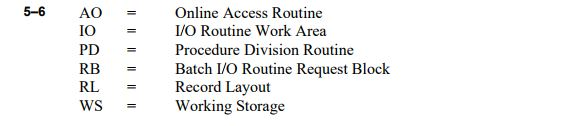 5–6 AO = Online Access Routine
IO = I/O Routine Work Area
PD = Procedure Division Routine
RB = Batch I/O Routine Request Block
RL = Record Layout
WS = Working Storage